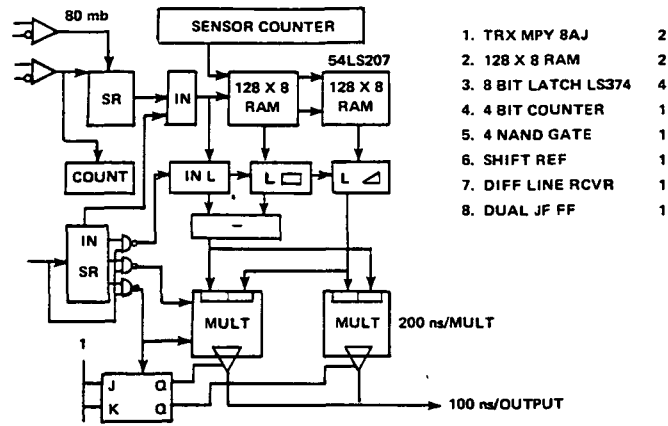 80 mb
SENSOR COUNTER
54LS207
SR
IN
128 X 8
RAM
128 X 8
RAM
COUNT
IN L
L
L
–
IN
SR
MULT
MULT
200 ns/MULT
1
J
Q
K
Q
100 ns/OUTPUT
1. TRX MPY 8AJ 2
2. 128 X 8 RAM 2
3. 8 BIT LATCH LS374 4
4. 4 BIT COUNTER 1
5. 4 NAND GATE 1
6. SHIFT REF 1
7. DIFF LINE RCVR 1
8. DUAL JF FF 1